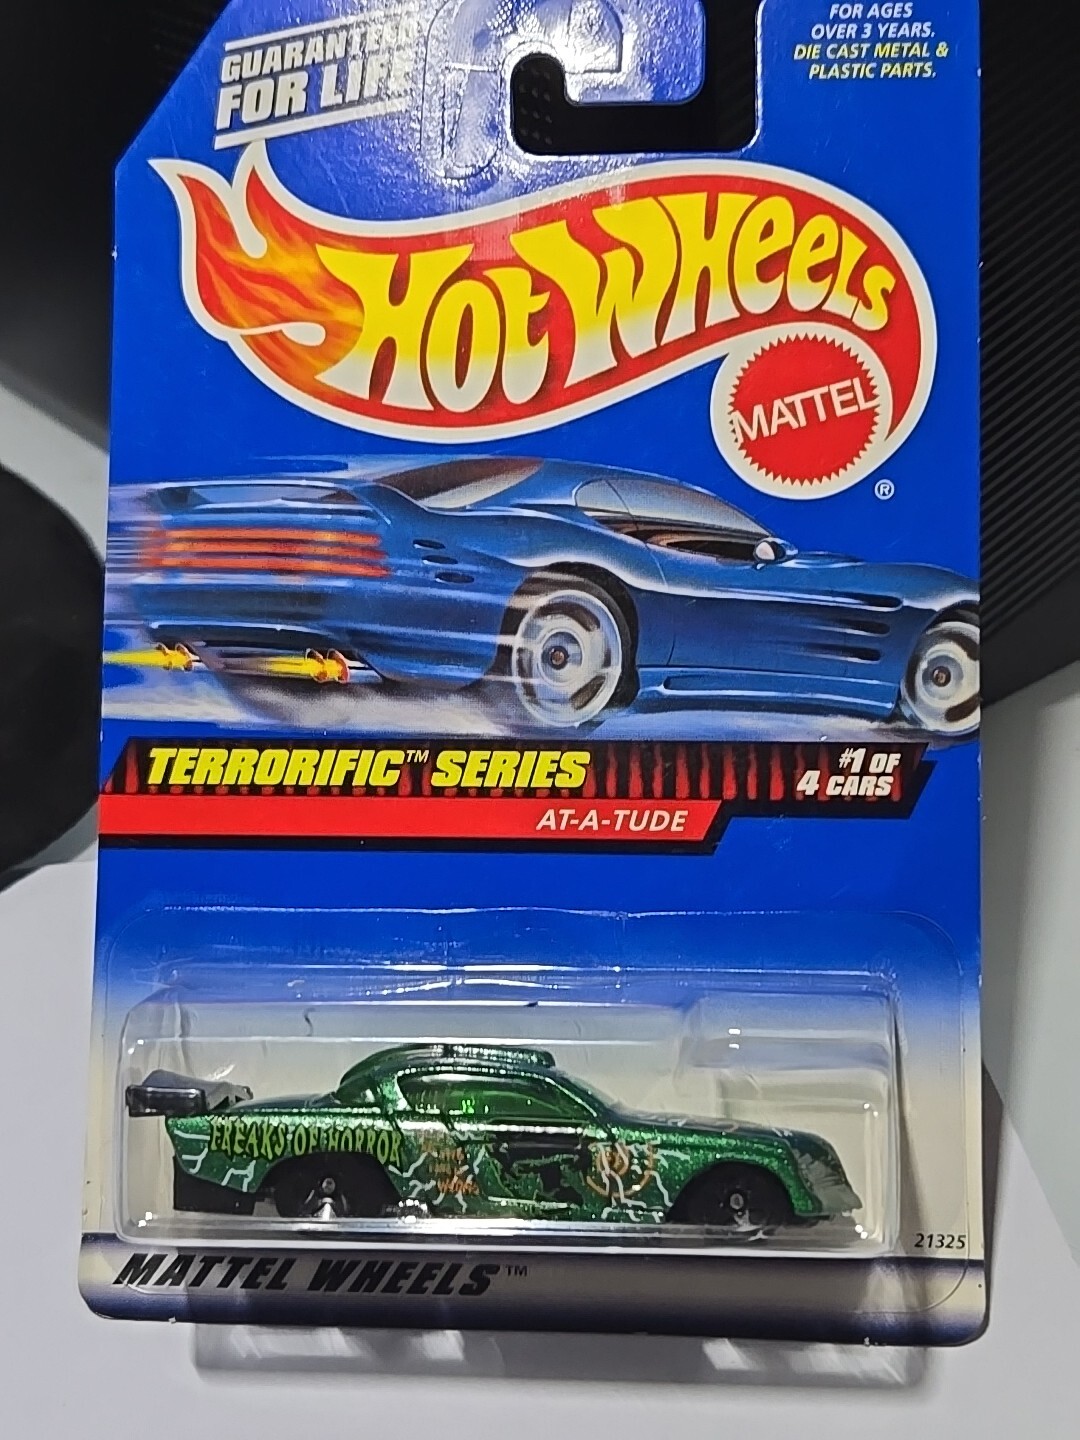 GUARANTEED
FOR LIFE
FOR AGES
OVER 3 YEARS.
DIE CAST METAL &
PLASTIC PARTS.
HOT WHEELS
MATTEL
®
TERRORIFIC™ SERIES
#1 OF
4 CARS
AT-A-TUDE
FREAKS OF HORROR
21325
MATTEL WHEELS™